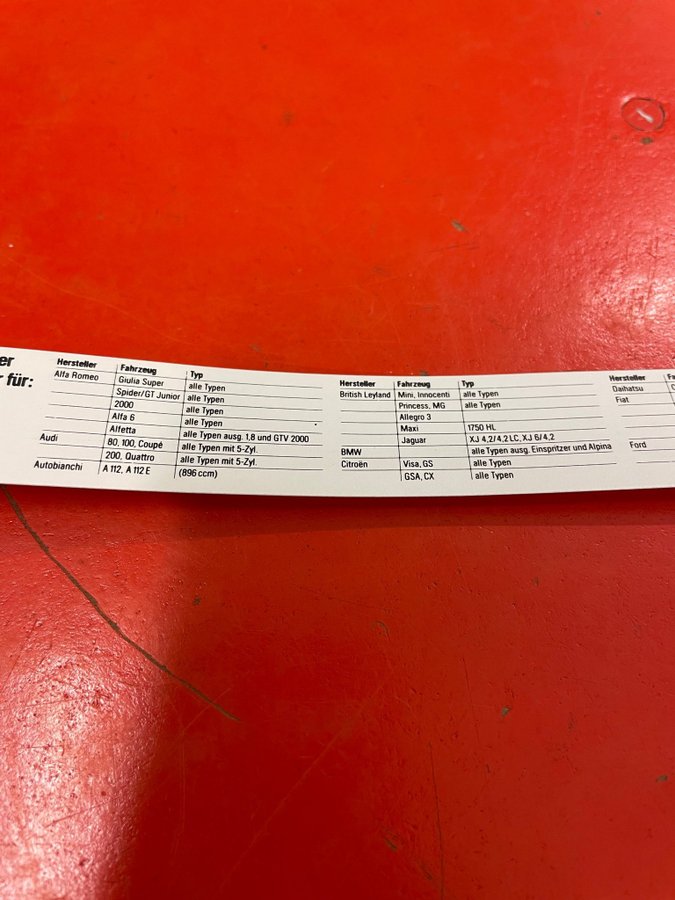 er
r für:
Hersteller Fahrzeug Typ
Alfa Romeo Giulia Super alle Typen
Spider/GT Junior alle Typen
2000 alle Typen
Alfa 6 alle Typen
Alfetta alle Typen ausg. 1,8 und GTV 2000
Audi 80, 100, Coupé alle Typen mit 5-Zyl.
200, Quattro alle Typen mit 5-Zyl.
Autobianchi A 112, A 112 E (896 ccm)
Hersteller Fahrzeug Typ
British Leyland Mini, Innocenti alle Typen
Princess, MG alle Typen
Allegro 3
Maxi 1750 HL
Jaguar XJ 4,2/4,2 LC, XJ 6/4,2
BMW alle Typen ausg. Einspritzer und Alpina
Citroën Visa, GS alle Typen
GSA, CX alle Typen
Hersteller Fa
Daihatsu C
Fiat
Ford